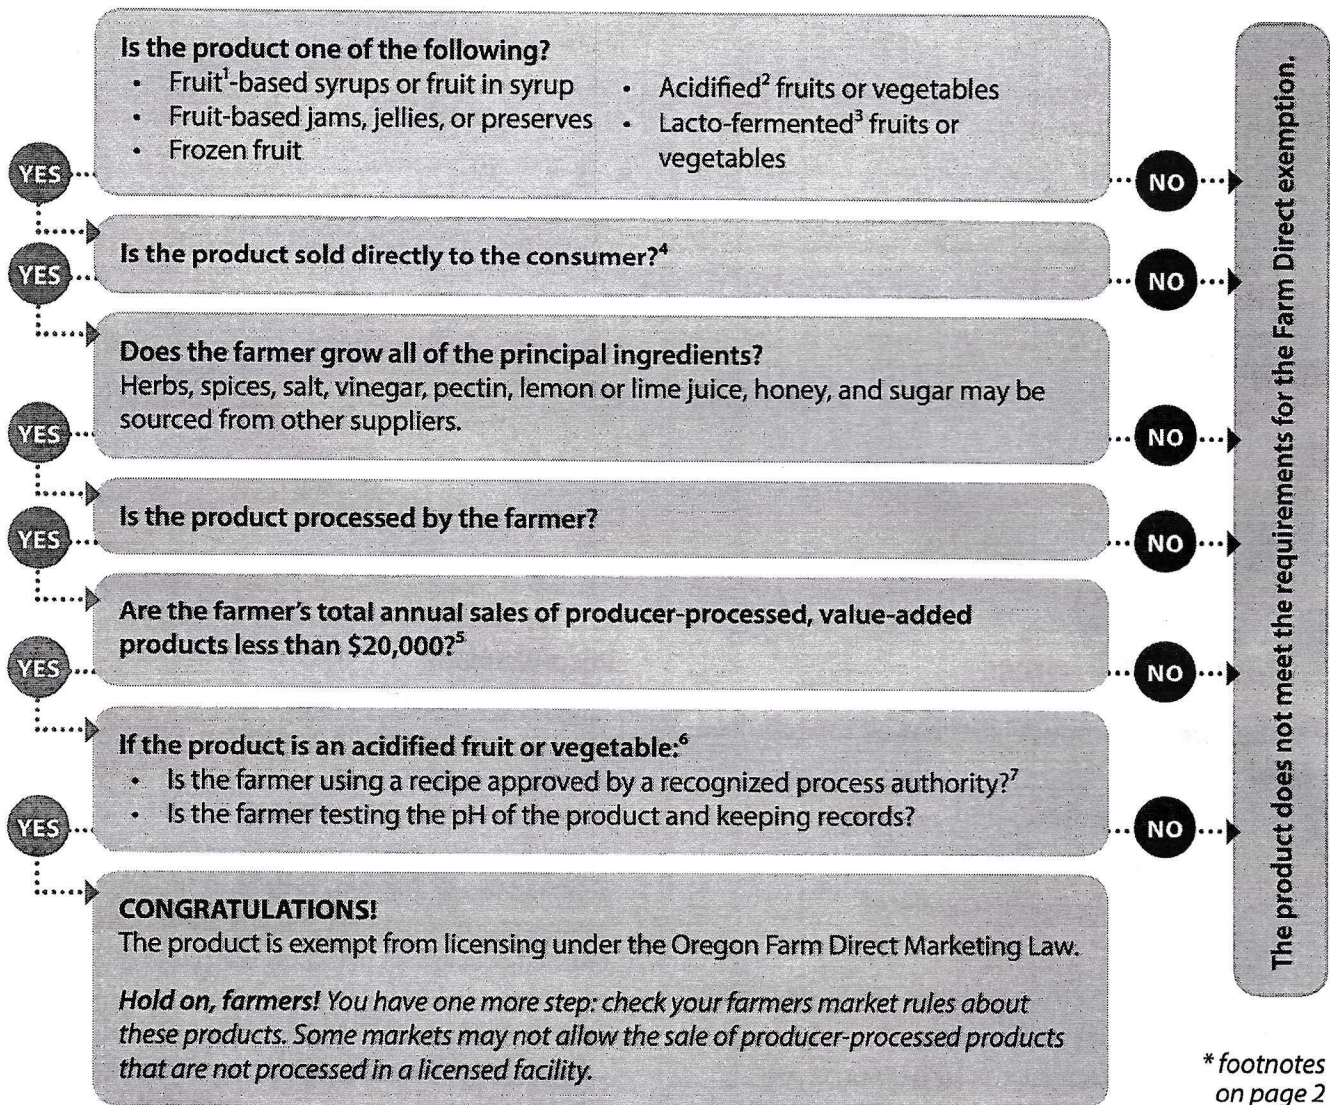 Is the product one of the following?
• Fruit¹-based syrups or fruit in syrup
• Fruit-based jams, jellies, or preserves
• Frozen fruit
• Acidified² fruits or vegetables
• Lacto-fermented³ fruits or
vegetables
YES
NO
Is the product sold directly to the consumer?⁴
YES
NO
Does the farmer grow all of the principal ingredients?
Herbs, spices, salt, vinegar, pectin, lemon or lime juice, honey, and sugar may be
sourced from other suppliers.
YES
NO
Is the product processed by the farmer?
YES
NO
Are the farmer's total annual sales of producer-processed, value-added
products less than $20,000?⁵
YES
NO
If the product is an acidified fruit or vegetable:⁶
• Is the farmer using a recipe approved by a recognized process authority?⁷
• Is the farmer testing the pH of the product and keeping records?
YES
NO
CONGRATULATIONS!
The product is exempt from licensing under the Oregon Farm Direct Marketing Law.
Hold on, farmers! You have one more step: check your farmers market rules about
these products. Some markets may not allow the sale of producer-processed products
that are not processed in a licensed facility.
The product does not meet the requirements for the Farm Direct exemption.
* footnotes
on page 2